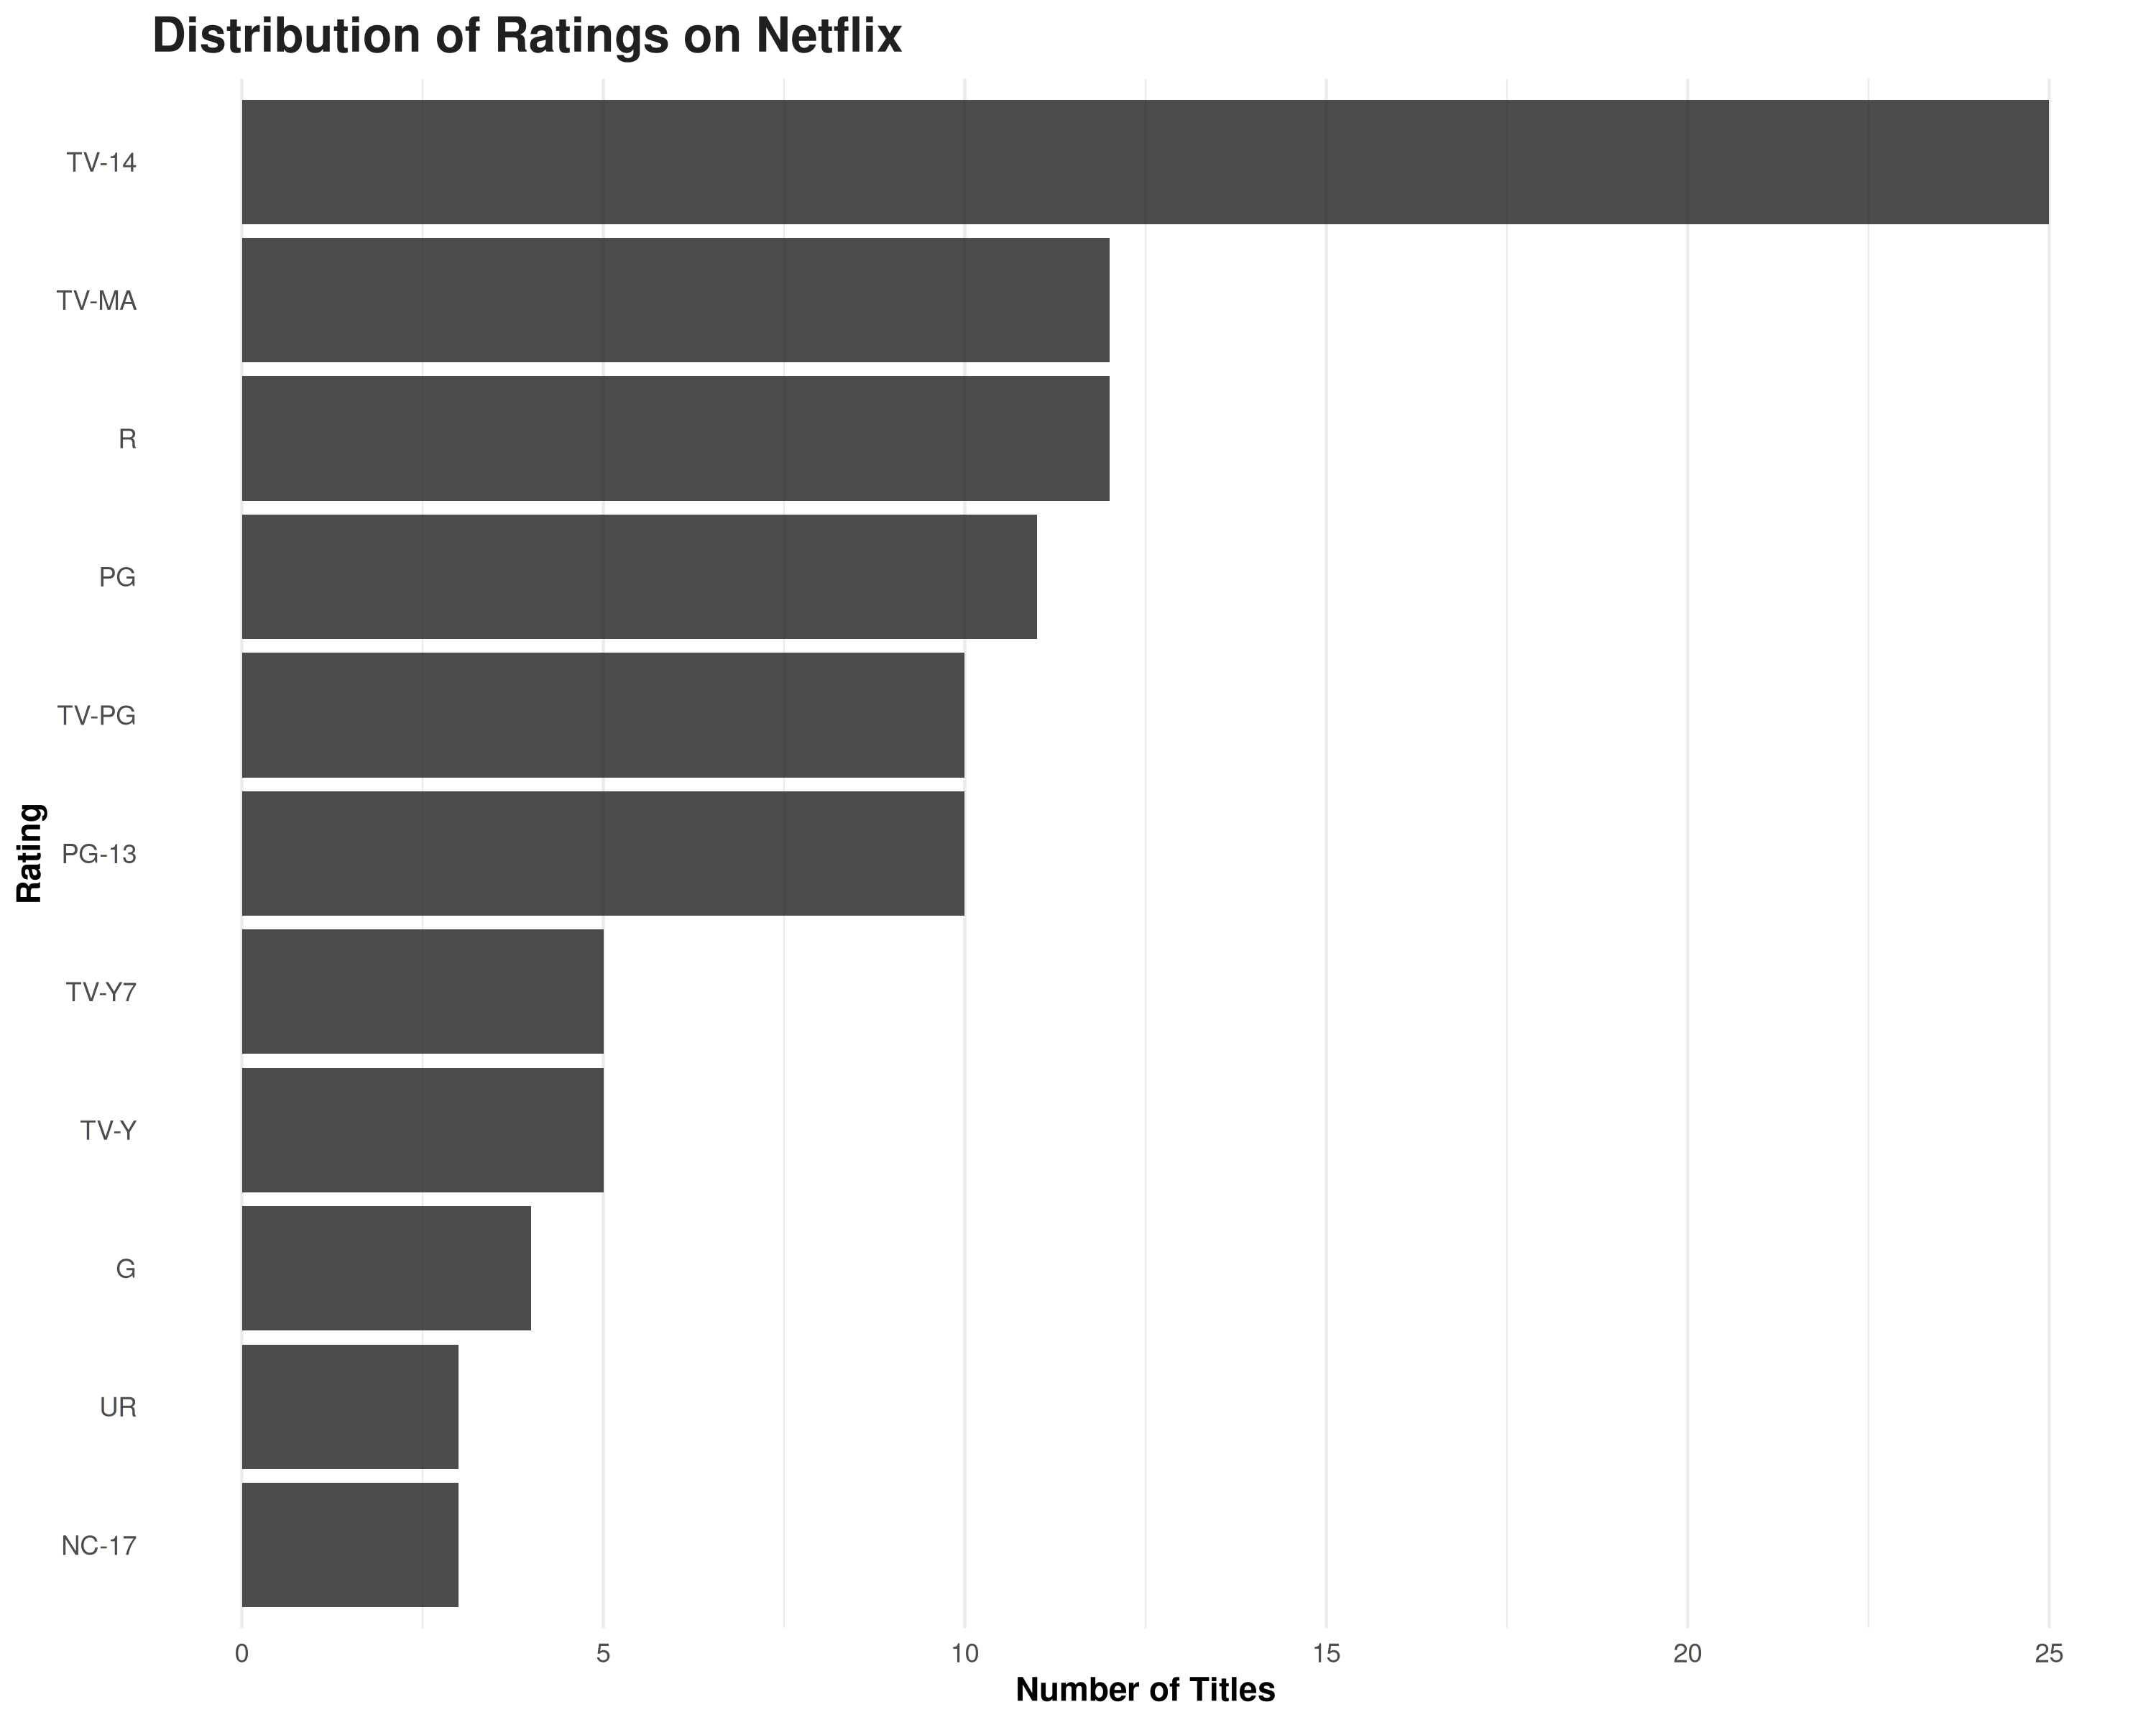 Distribution of Ratings on Netflix
Rating
TV-14
TV-MA
R
PG
TV-PG
PG-13
TV-Y7
TV-Y
G
UR
NC-17
0 5 10 15 20 25
Number of Titles